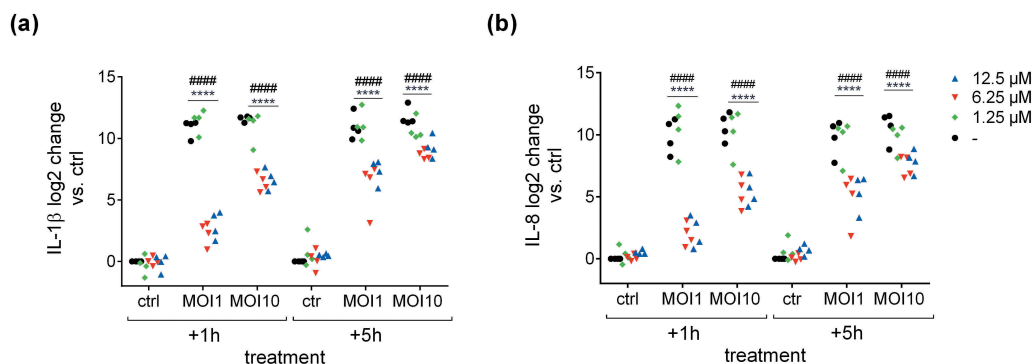 (a)
IL-1β log2 change
vs. ctrl
15
10
5
0
####
****
####
****
####
****
####
****
ctrl MOI1 MOI10 ctr MOI1 MOI10
+1h +5h
treatment
(b)
IL-8 log2 change
vs. ctrl
15
10
5
0
####
****
####
****
####
****
####
****
ctrl MOI1 MOI10 ctr MOI1 MOI10
+1h +5h
treatment
12.5 µM
6.25 µM
1.25 µM
-